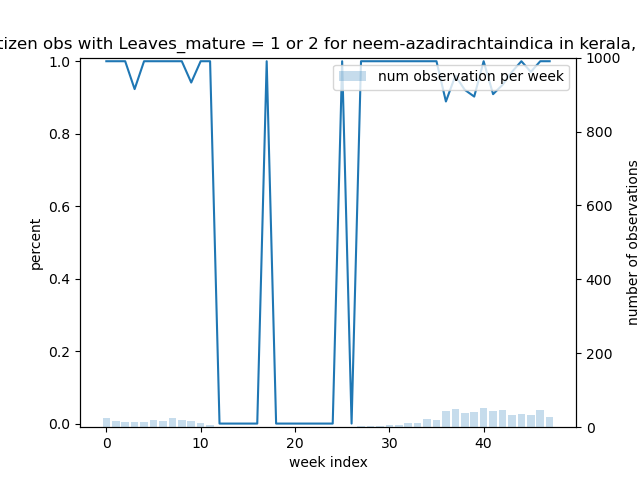 tizen obs with Leaves_mature = 1 or 2 for neem-azadirachtaindica in kerala,
num observation per week
1.0
0.8
0.6
0.4
0.2
0.0
percent
1000
800
600
400
200
0
number of observations
0 10 20 30 40
week index